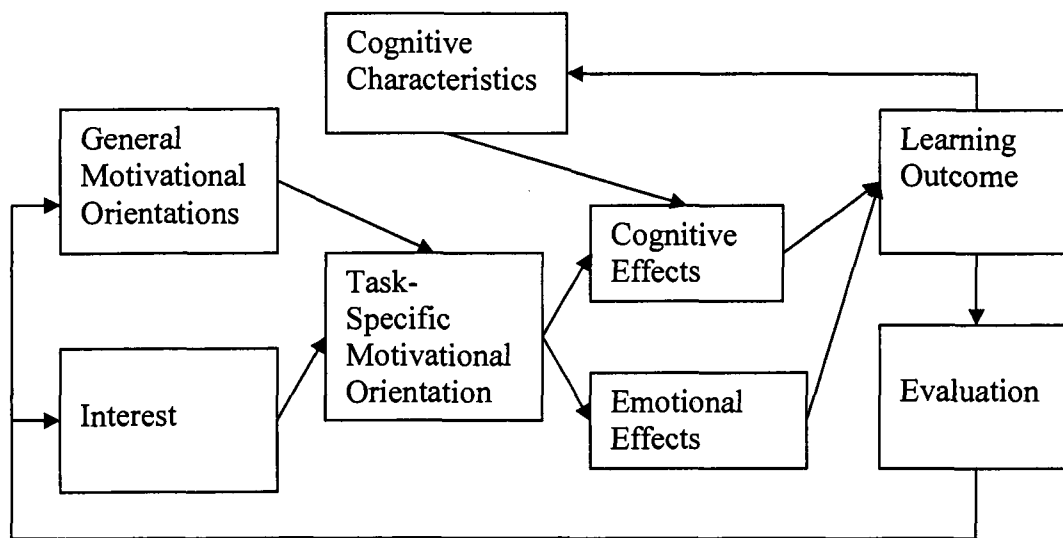 Cognitive
Characteristics
General
Motivational
Orientations
Learning
Outcome
Cognitive
Effects
Task-
Specific
Motivational
Orientation
Interest
Emotional
Effects
Evaluation